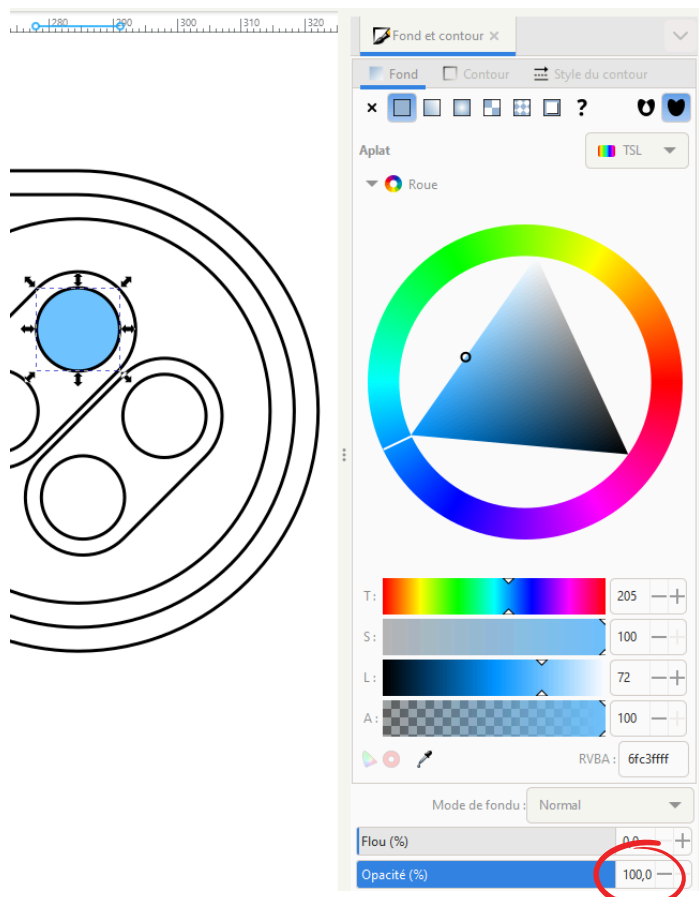 280 290 300 310 320
Fond et contour ×
Fond Contour Style du contour
× ?
Aplat TSL
Roue
T : 205
S : 100
L : 72
A : 100
RVBA : 6fc3ffff
Mode de fondu : Normal
Flou (%) 0,0
Opacité (%) 100,0